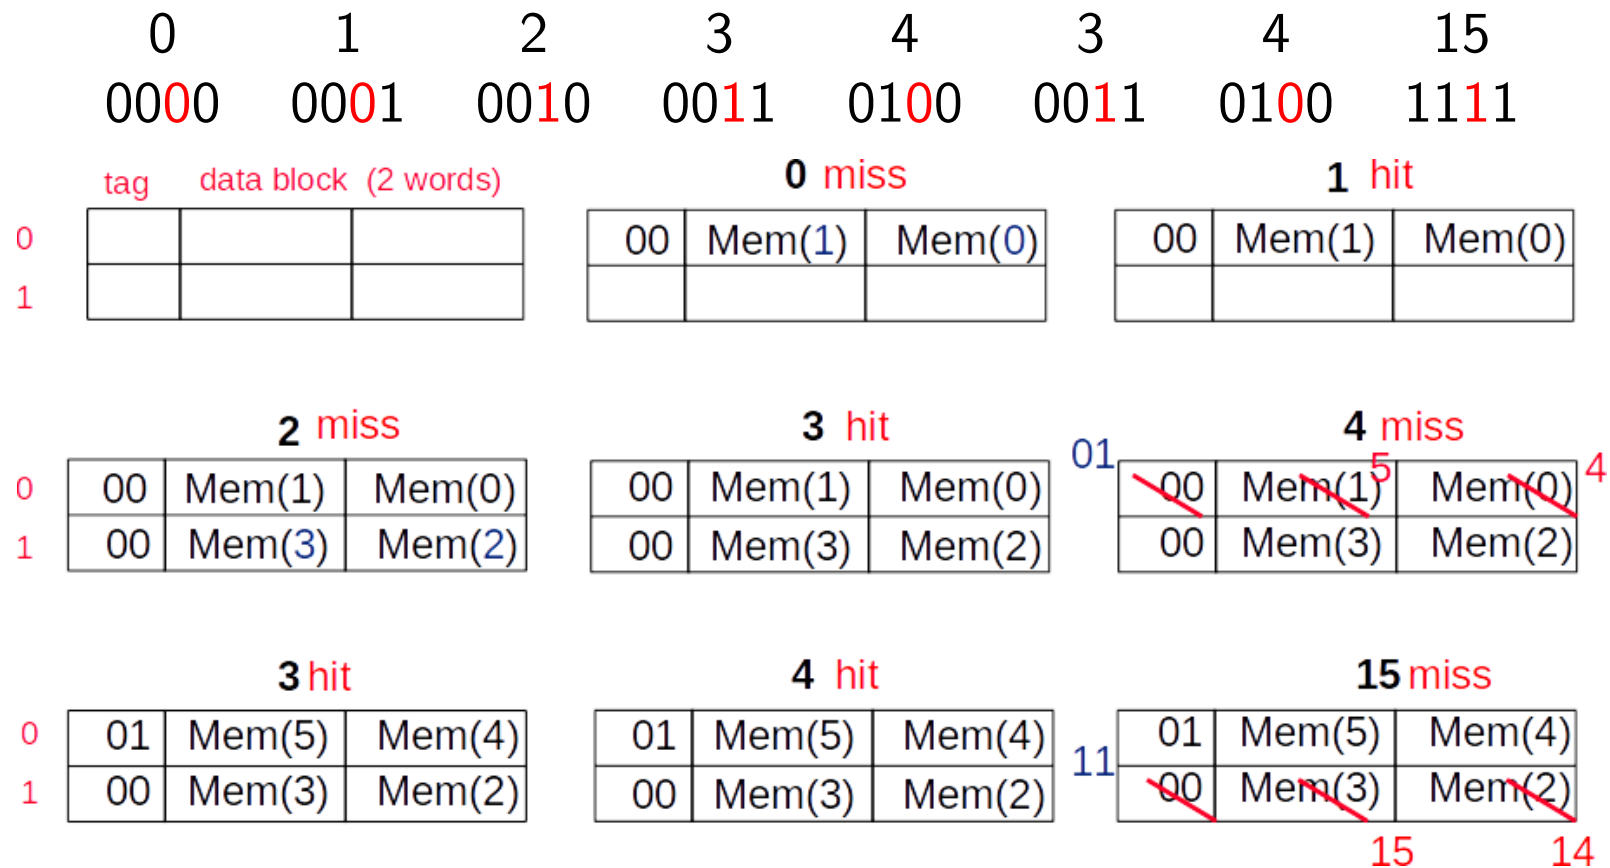 0 1 2 3 4 3 4 15
0000 0001 0010 0011 0100 0011 0100 1111
tag data block (2 words)
0
1
0 miss
00 Mem(1) Mem(0)
1 hit
00 Mem(1) Mem(0)
2 miss
0 00 Mem(1) Mem(0)
1 00 Mem(3) Mem(2)
3 hit
00 Mem(1) Mem(0)
00 Mem(3) Mem(2)
4 miss
01 5 4
00 Mem(1) Mem(0)
00 Mem(3) Mem(2)
3 hit
0 01 Mem(5) Mem(4)
1 00 Mem(3) Mem(2)
4 hit
01 Mem(5) Mem(4)
00 Mem(3) Mem(2)
15 miss
01 Mem(5) Mem(4)
11 00 Mem(3) Mem(2)
15 14